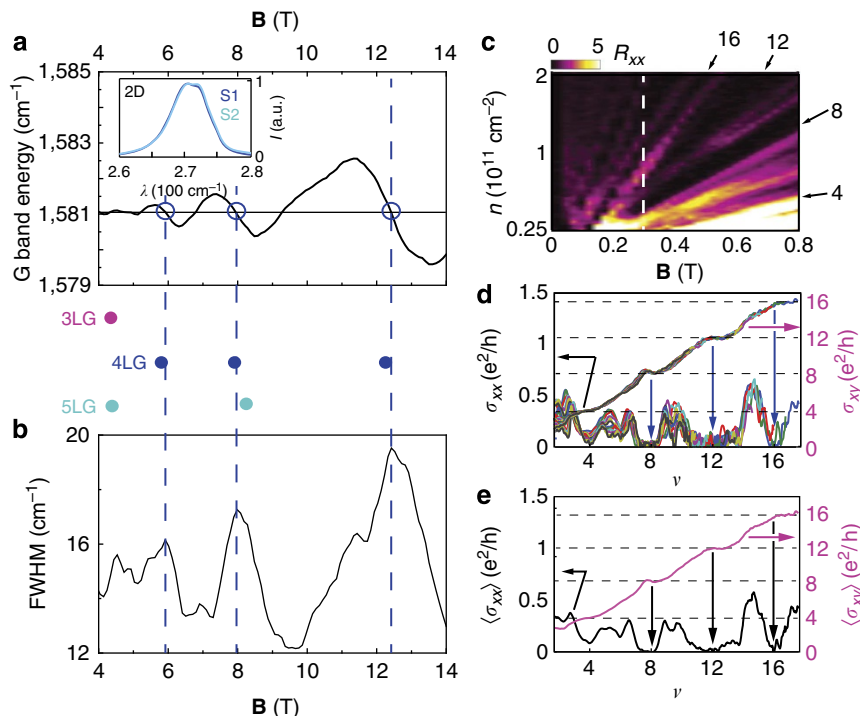 a
B (T)
4 6 8 10 12 14
1,585
1,583
1,581
1,579
G band energy (cm⁻¹)
2D
S1
S2
1
0
I (a.u.)
2.6 2.7 2.8
λ (100 cm⁻¹)
3LG
4LG
5LG
b
20
16
12
FWHM (cm⁻¹)
4 6 8 10 12 14
B (T)
c
0 5 Rxx
16 12
8
4
2
1
0.25
n (10¹¹ cm⁻²)
0 0.2 0.4 0.6 0.8
B (T)
d
1.5
1
0.5
0
σxx (e²/h)
16
12
8
4
0
σxy (e²/h)
4 8 12 16
ν
e
1.5
1
0.5
0
⟨σxx⟩ (e²/h)
16
12
8
4
0
⟨σxy⟩ (e²/h)
4 8 12 16
ν